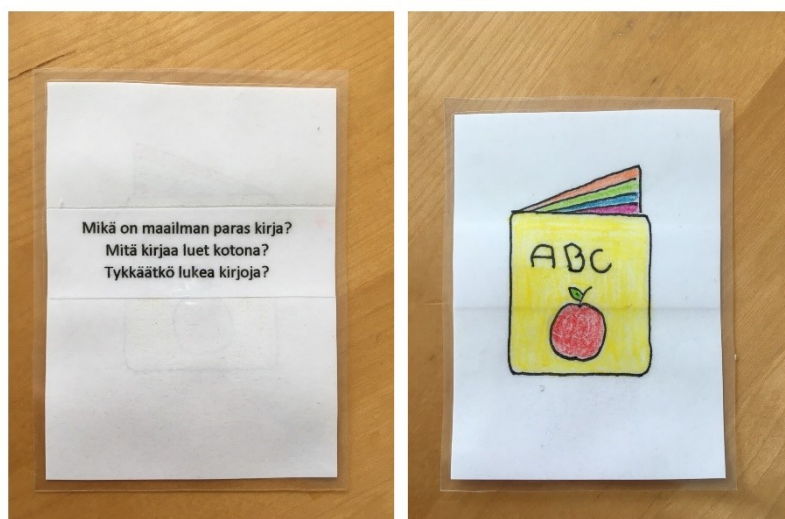 Mikä on maailman paras kirja?
Mitä kirjaa luet kotona?
Tykkäätkö lukea kirjoja?
ABC